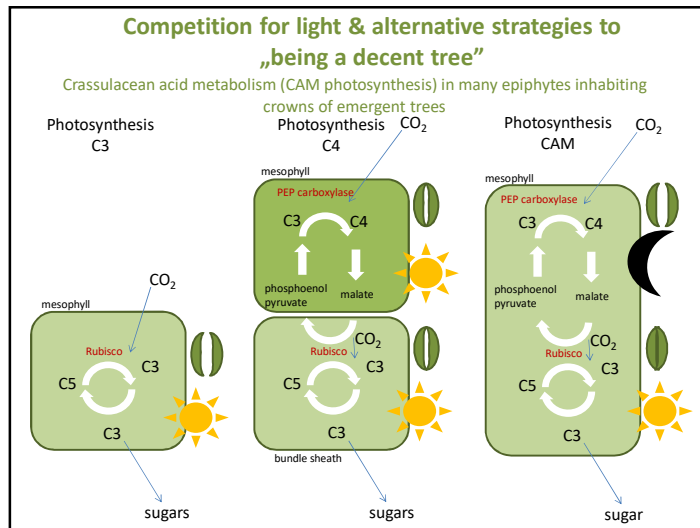 Competition for light & alternative strategies to
„being a decent tree”
Crassulacean acid metabolism (CAM photosynthesis) in many epiphytes inhabiting
crowns of emergent trees
Photosynthesis
C3
mesophyll
CO2
Rubisco
C5
C3
C3
sugars
Photosynthesis
C4
CO2
mesophyll
PEP carboxylase
C3
C4
phosphoenol
pyruvate
malate
CO2
Rubisco
C5
C3
C3
bundle sheath
sugars
Photosynthesis
CAM
CO2
mesophyll
PEP carboxylase
C3
C4
phosphoenol
pyruvate
malate
CO2
Rubisco
C5
C3
C3
sugar